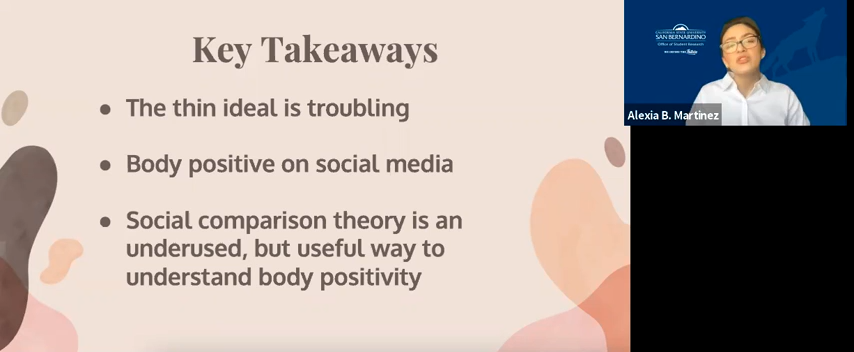 Key Takeaways
• The thin ideal is troubling
• Body positive on social media
• Social comparison theory is an
underused, but useful way to
understand body positivity
CALIFORNIA STATE UNIVERSITY
SAN BERNARDINO
Office of Student Research
Alexia B. Martinez